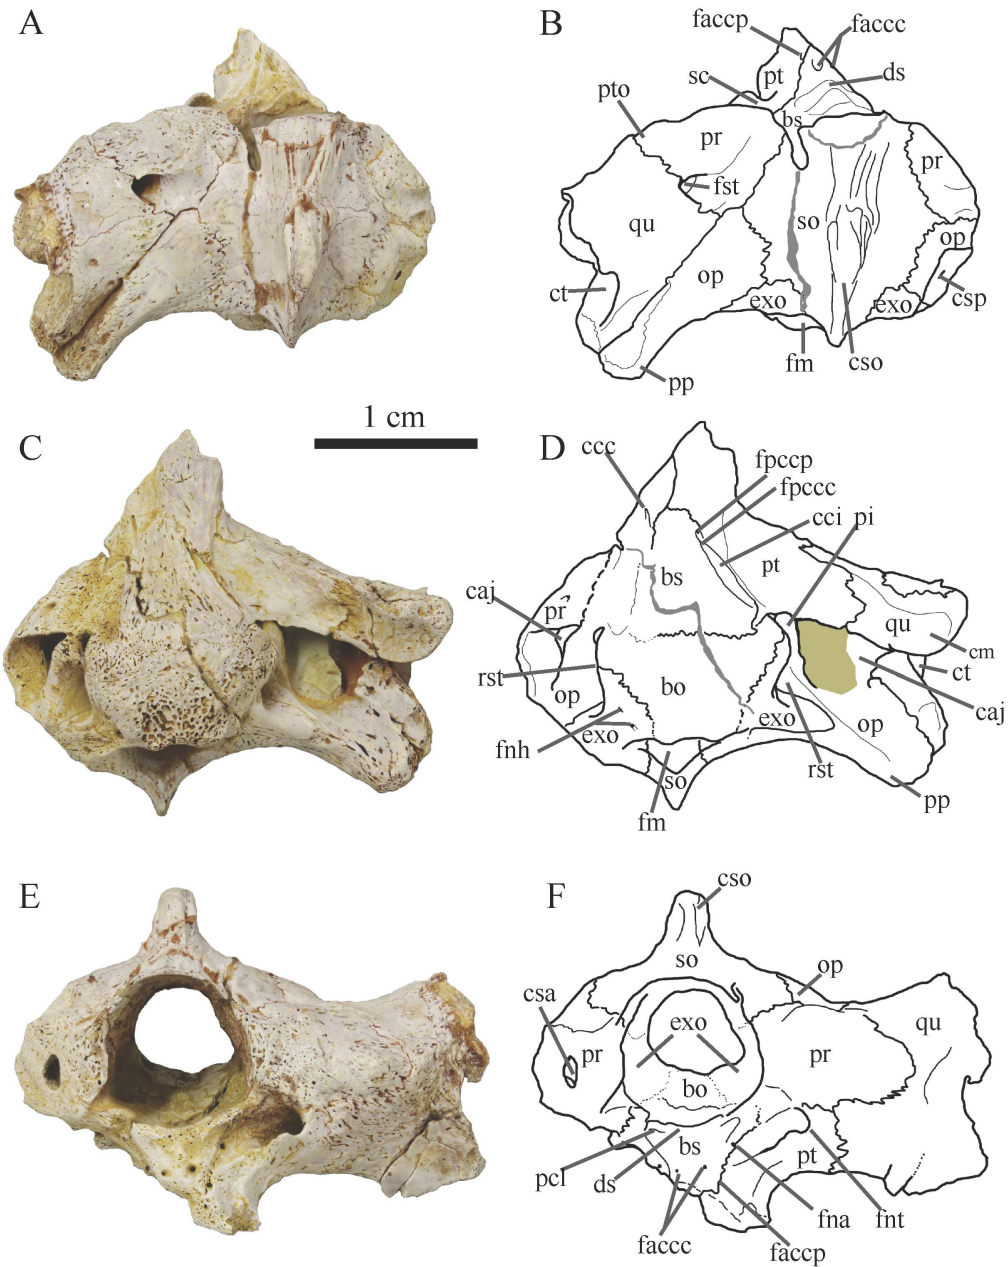 A
B
faccp
faccc
sc
pt
ds
pto
bs
pr
pr
fst
so
qu
op
op
ct
exo
exo
csp
fm
cso
pp
1 cm
C
D
ccc
fpccp
fpccc
cci
pi
bs
pt
caj
pr
qu
cm
rst
bo
ct
op
caj
exo
exo
op
fnh
so
rst
pp
fm
E
F
cso
so
op
csa
exo
qu
pr
pr
bo
bs
pt
pcl
ds
fna
fnt
faccc
faccp